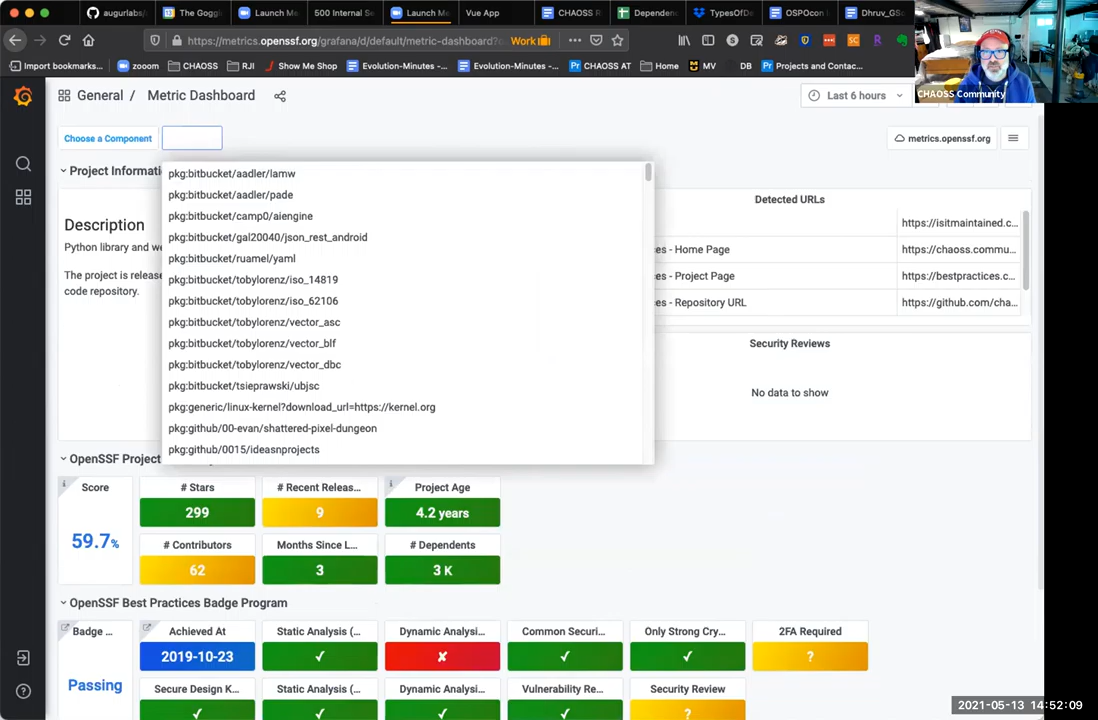 augurlabs/
The Goggl
Launch Me
500 Internal Se
Launch Me
Vue App
CHAOSS R
Dependenc
TypesOfDe
OSPOcon I
Dhruv_GSc
https://metrics.openssf.org/grafana/d/default/metric-dashboard?o
Work
Import bookmarks...
zooom
CHAOSS
RJI
Show Me Shop
Evolution-Minutes -...
Evolution-Minutes -...
CHAOSS AT
Home
MV
DB
Projects and Contac...
CHAOSS Community
General / Metric Dashboard
Last 6 hours
Choose a Component
metrics.openssf.org
Project Informati
pkg:bitbucket/aadler/lamw
pkg:bitbucket/aadler/pade
pkg:bitbucket/camp0/aiengine
pkg:bitbucket/gal20040/json_rest_android
pkg:bitbucket/ruamel/yaml
pkg:bitbucket/tobylorenz/iso_14819
pkg:bitbucket/tobylorenz/iso_62106
pkg:bitbucket/tobylorenz/vector_asc
pkg:bitbucket/tobylorenz/vector_blf
pkg:bitbucket/tobylorenz/vector_dbc
pkg:bitbucket/tsieprawski/ubjsc
pkg:generic/linux-kernel?download_url=https://kernel.org
pkg:github/00-evan/shattered-pixel-dungeon
pkg:github/0015/ideasnprojects
Description
Python library and we
The project is release
code repository.
Detected URLs
https://isitmaintained.c...
es - Home Page
https://chaoss.commu...
es - Project Page
https://bestpractices.c...
es - Repository URL
https://github.com/cha...
Security Reviews
No data to show
OpenSSF Project
Score
59.7%
# Stars
299
# Recent Releas...
9
Project Age
4.2 years
# Contributors
62
Months Since L...
3
# Dependents
3 K
OpenSSF Best Practices Badge Program
Badge ...
Passing
Achieved At
2019-10-23
Static Analysis (...
✓
Dynamic Analysi...
✘
Common Securi...
✓
Only Strong Cry...
✓
2FA Required
?
Secure Design K...
✓
Static Analysis (...
✓
Dynamic Analysi...
✓
Vulnerability Re...
✓
Security Review
?
2021-05-13 14:52:09